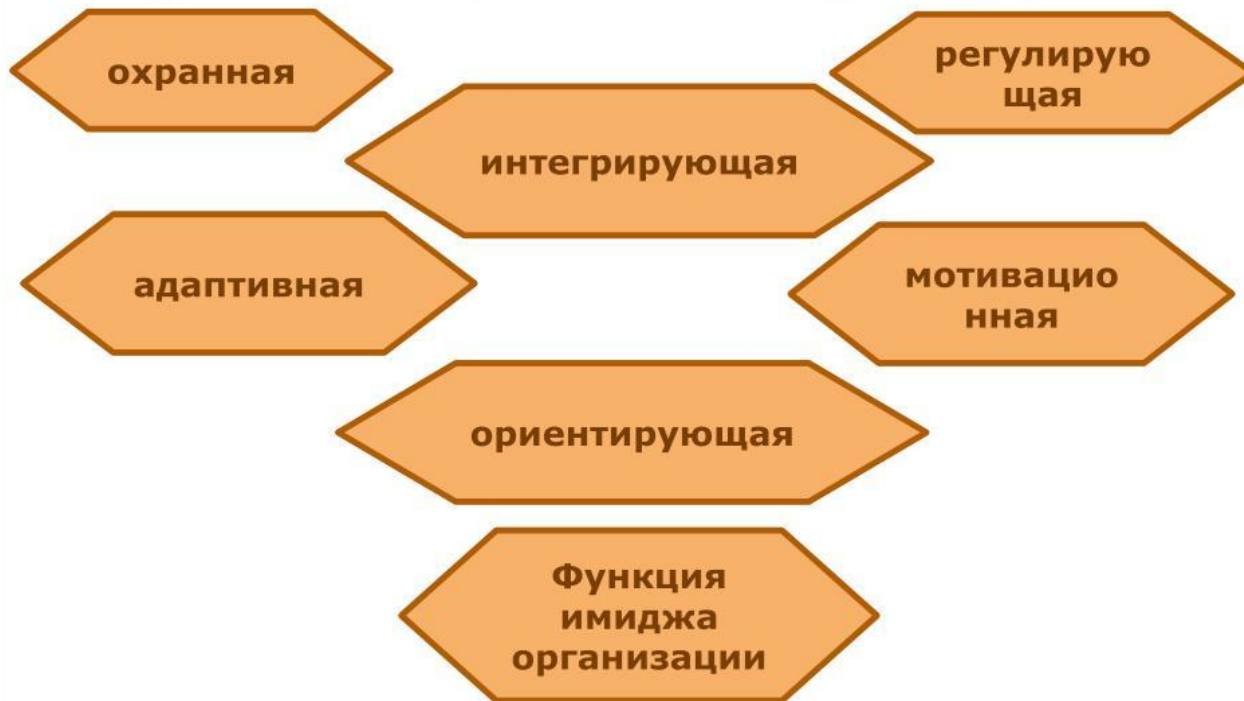 охранная
регулирую
щая
интегрирующая
адаптивная
мотивацио
нная
ориентирующая
Функция
имиджа
организации